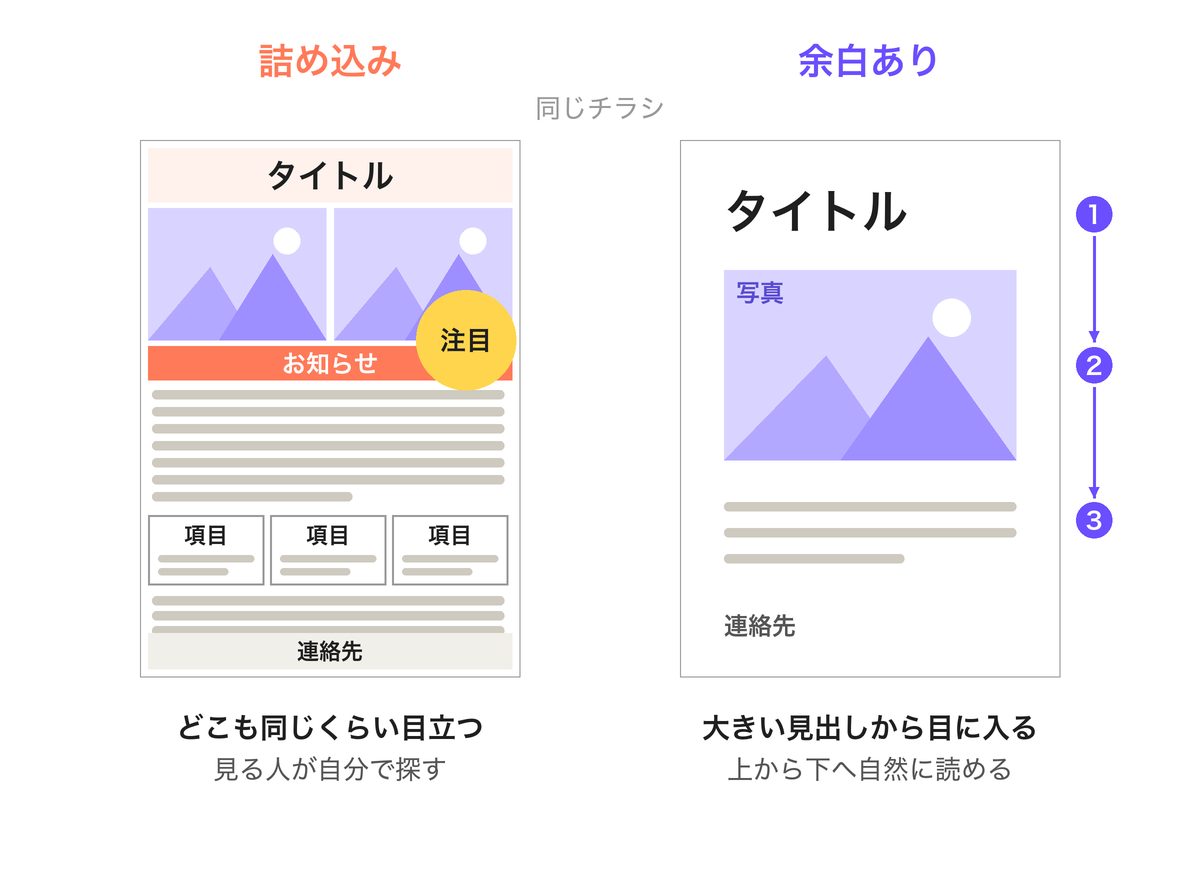 詰め込み
余白あり
同じチラシ
タイトル
注目
お知らせ
項目
項目
項目
連絡先
どこも同じくらい目立つ
見る人が自分で探す
タイトル
写真
連絡先
1
2
3
大きい見出しから目に入る
上から下へ自然に読める